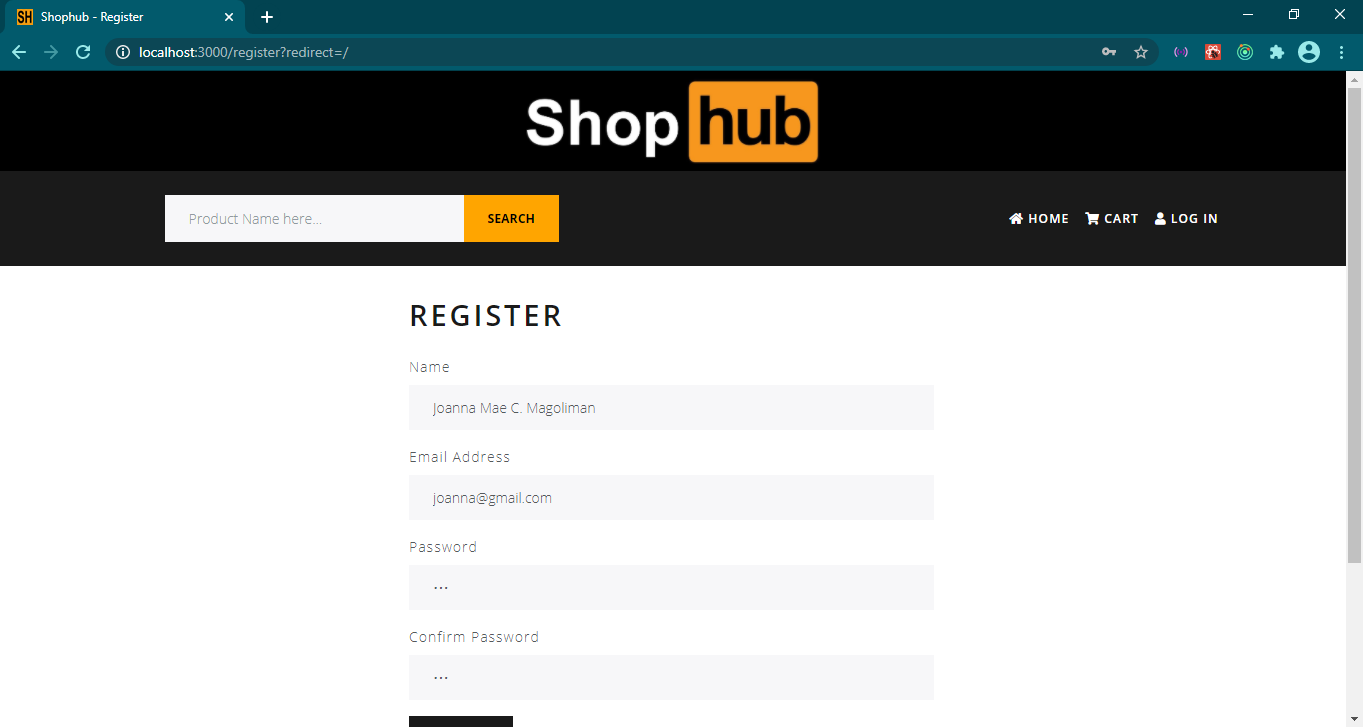 SH Shophub - Register
localhost:3000/register?redirect=/
Shop hub
Product Name here...
SEARCH
HOME
CART
LOG IN
REGISTER
Name
Joanna Mae C. Magoliman
Email Address
joanna@gmail.com
Password
Confirm Password